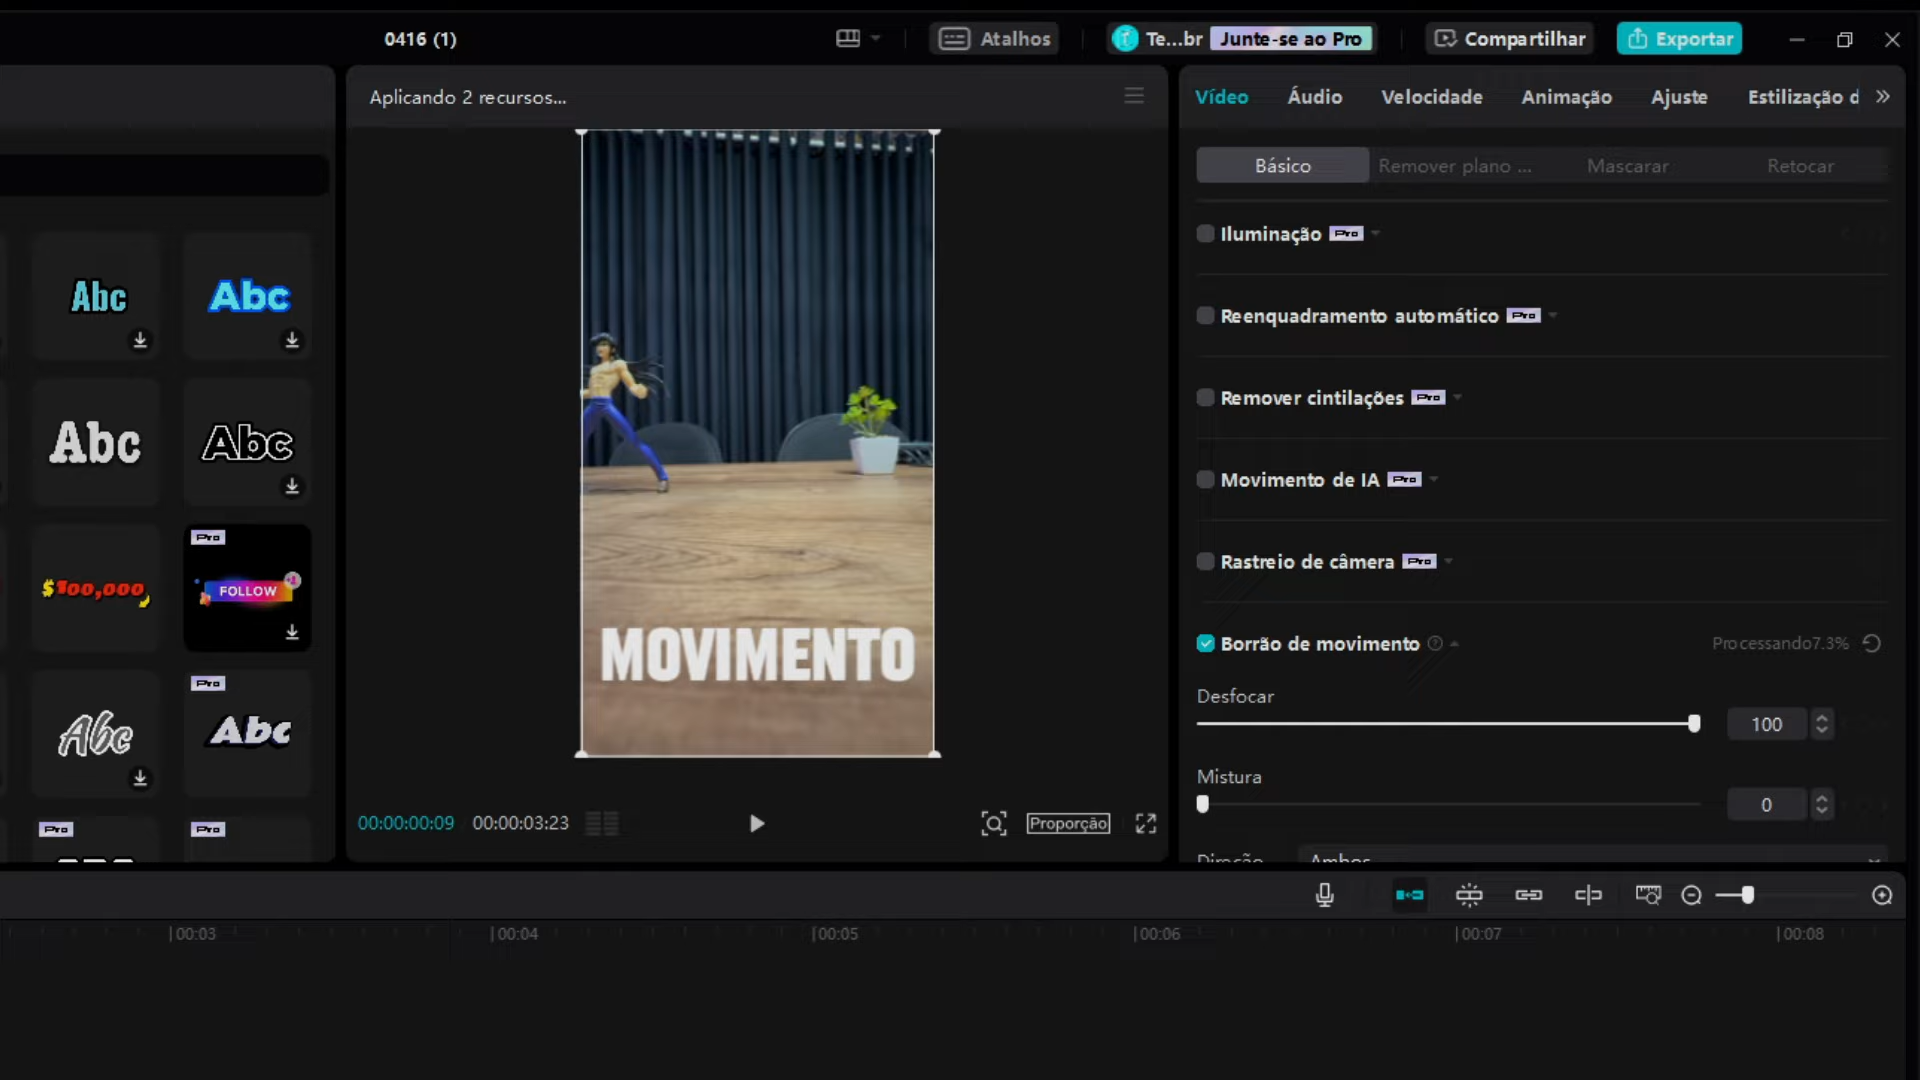 0416 (1)
Atalhos
Te...br
Junte-se ao Pro
Compartilhar
Exportar
Aplicando 2 recursos...
Vídeo
Áudio
Velocidade
Animação
Ajuste
Estilização d
Básico
Remover plano ...
Mascarar
Retocar
Iluminação Pro
Reenquadramento automático Pro
Remover cintilações Pro
Movimento de IA Pro
Rastreio de câmera Pro
Borrão de movimento
Processando7.3%
Desfocar
100
Mistura
0
Direção
Ambos
Abc
Abc
Abc
Abc
$100,000
Pro
FOLLOW
Abc
Pro
Abc
Pro
Pro
MOVIMENTO
00:00:00:09
00:00:03:23
Proporção
00:03
00:04
00:05
00:06
00:07
00:08